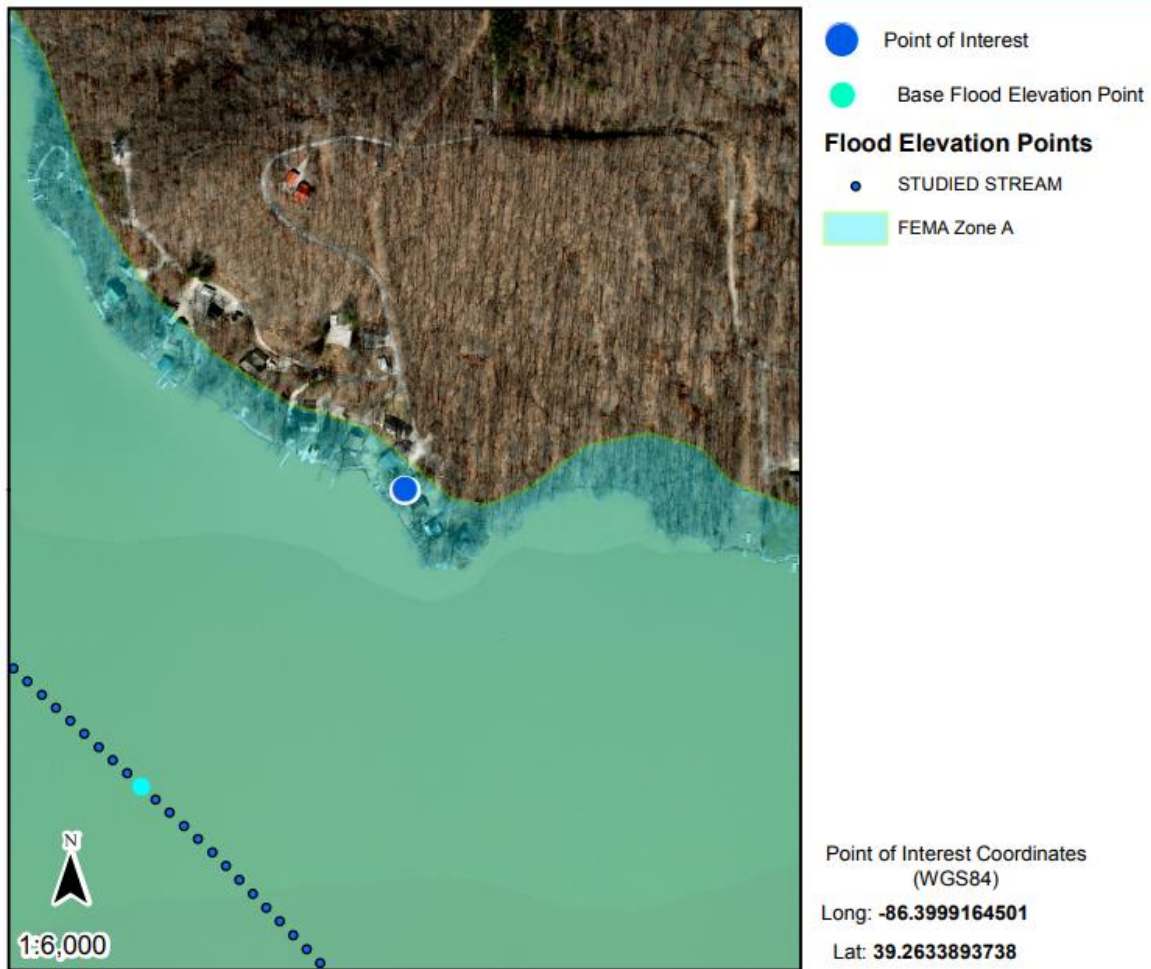 Point of Interest
Base Flood Elevation Point
Flood Elevation Points
STUDIED STREAM
FEMA Zone A
N
1:6,000
Point of Interest Coordinates
(WGS84)
Long: -86.3999164501
Lat: 39.2633893738